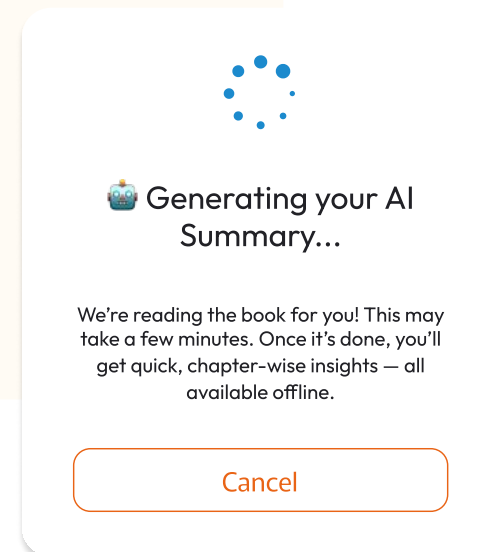 🤖 Generating your AI
Summary...
We're reading the book for you! This may
take a few minutes. Once it's done, you'll
get quick, chapter-wise insights — all
available offline.
Cancel